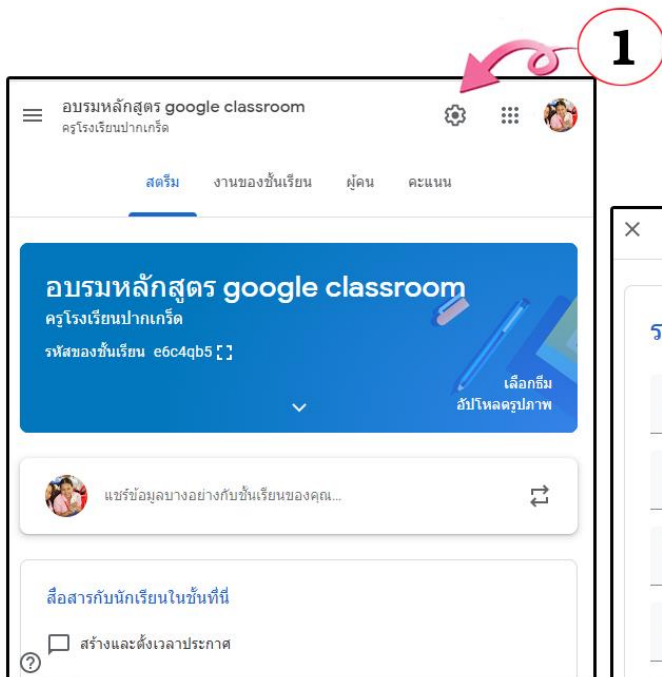 1
อบรมหลักสูตร google classroom
ครูโรงเรียนปากเกร็ด
สตรีม งานของชั้นเรียน ผู้คน คะแนน
อบรมหลักสูตร google classroom
ครูโรงเรียนปากเกร็ด
รหัสของชั้นเรียน e6c4qb5
เลือกธีม
อัปโหลดรูปภาพ
แชร์ข้อมูลบางอย่างกับชั้นเรียนของคุณ...
สื่อสารกับนักเรียนในชั้นที่นี่
สร้างและตั้งเวลาประกาศ
ร